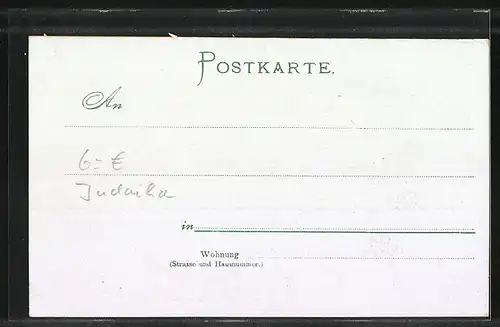 POSTKARTE.
An
6.- €
Judaika
in
Wohnung
(Strasse und Hausnummer.)